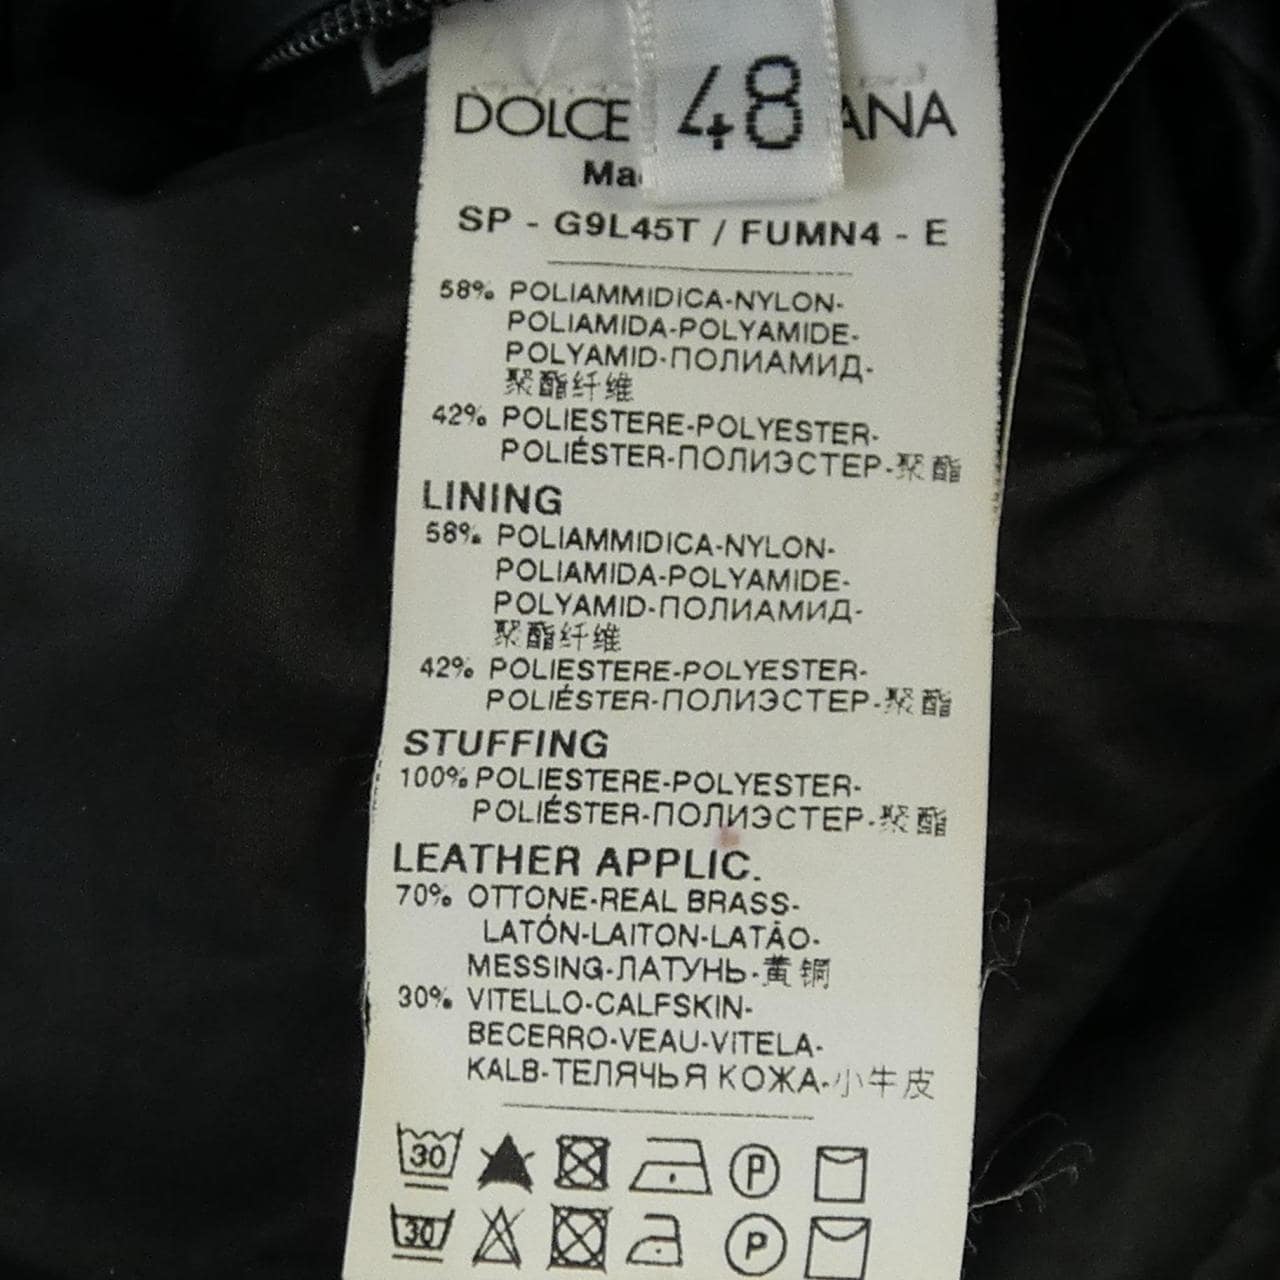 48
DOLCE ANA
Ma
SP - G9L45T / FUMN4 - E
58% POLIAMMIDICA-NYLON-
POLIAMIDA-POLYAMIDE-
POLYAMID-ПОЛИАМИД-
聚酯纤维
42% POLIESTERE-POLYESTER-
POLIÉSTER-ПОЛИЭСТЕР-聚酯
LINING
58% POLIAMMIDICA-NYLON-
POLIAMIDA-POLYAMIDE-
POLYAMID-ПОЛИАМИД-
聚酯纤维
42% POLIESTERE-POLYESTER-
POLIÉSTER-ПОЛИЭСТЕР-聚酯
STUFFING
100% POLIESTERE-POLYESTER-
POLIÉSTER-ПОЛИЭСТЕР-聚酯
LEATHER APPLIC.
70% OTTONE-REAL BRASS-
LATÓN-LAITON-LATÃO-
MESSING-ЛАТУНЬ-黄铜
30% VITELLO-CALFSKIN-
BECERRO-VEAU-VITELA-
KALB-ТЕЛЯЧЬЯ КОЖА-小牛皮
30 P
30 P